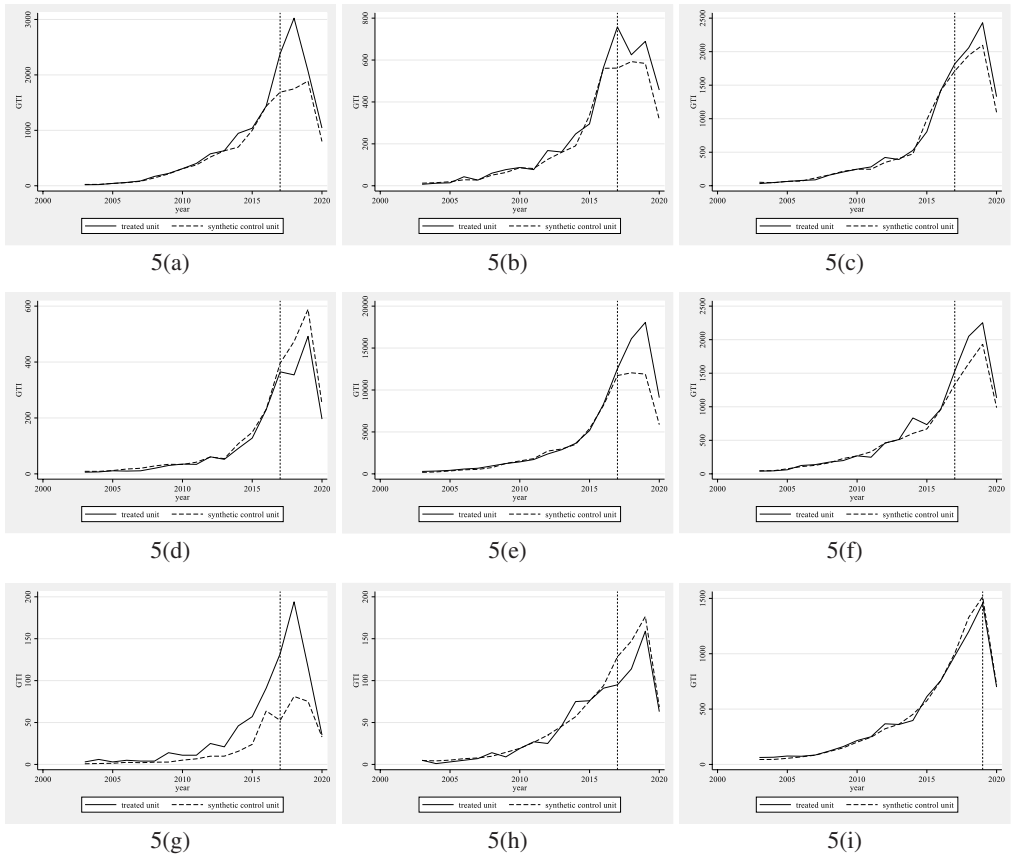 3000
2000
1000
0
GTI
2000 2005 2010 2015 2020
year
treated unit synthetic control unit
5(a)
800
600
400
200
0
GTI
2000 2005 2010 2015 2020
year
treated unit synthetic control unit
5(b)
2500
2000
1500
1000
500
0
GTI
2000 2005 2010 2015 2020
year
treated unit synthetic control unit
5(c)
600
400
200
0
GTI
2000 2005 2010 2015 2020
year
treated unit synthetic control unit
5(d)
20000
15000
10000
5000
0
GTI
2000 2005 2010 2015 2020
year
treated unit synthetic control unit
5(e)
2500
2000
1500
1000
500
0
GTI
2000 2005 2010 2015 2020
year
treated unit synthetic control unit
5(f)
200
150
100
50
0
GTI
2000 2005 2010 2015 2020
year
treated unit synthetic control unit
5(g)
200
150
100
50
0
GTI
2000 2005 2010 2015 2020
year
treated unit synthetic control unit
5(h)
1500
1000
500
0
GTI
2000 2005 2010 2015 2020
year
treated unit synthetic control unit
5(i)